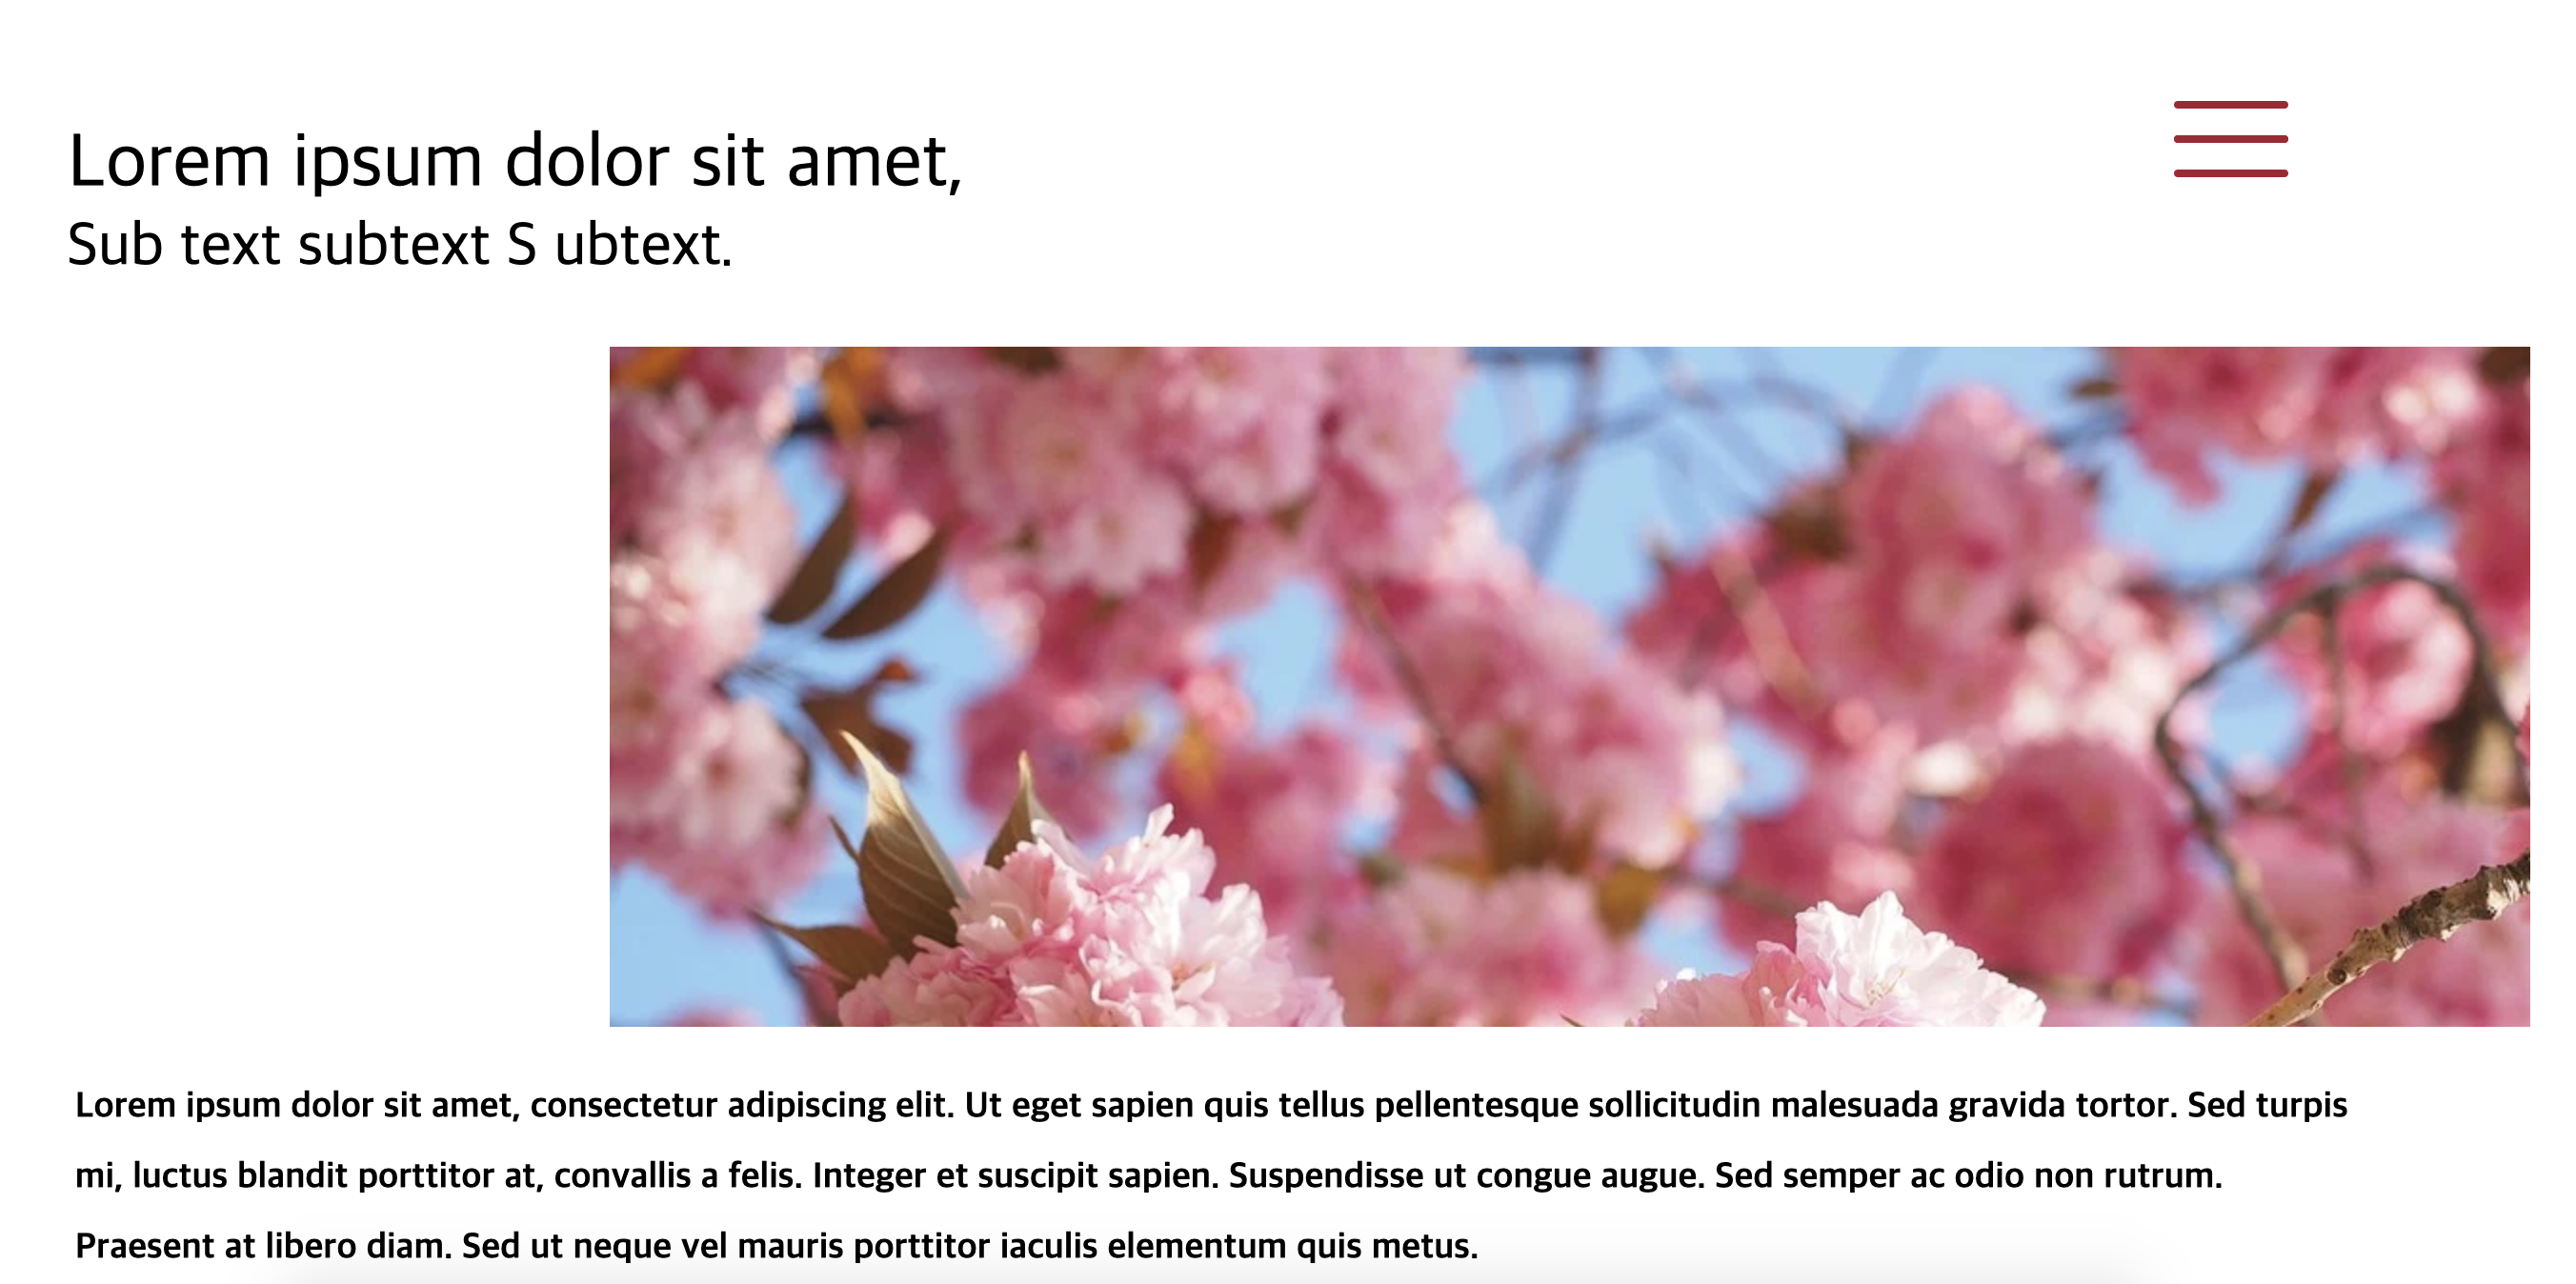 Lorem ipsum dolor sit amet,
Sub text subtext S ubtext.
Lorem ipsum dolor sit amet, consectetur adipiscing elit. Ut eget sapien quis tellus pellentesque sollicitudin malesuada gravida tortor. Sed turpis
mi, luctus blandit porttitor at, convallis a felis. Integer et suscipit sapien. Suspendisse ut congue augue. Sed semper ac odio non rutrum.
Praesent at libero diam. Sed ut neque vel mauris porttitor iaculis elementum quis metus.